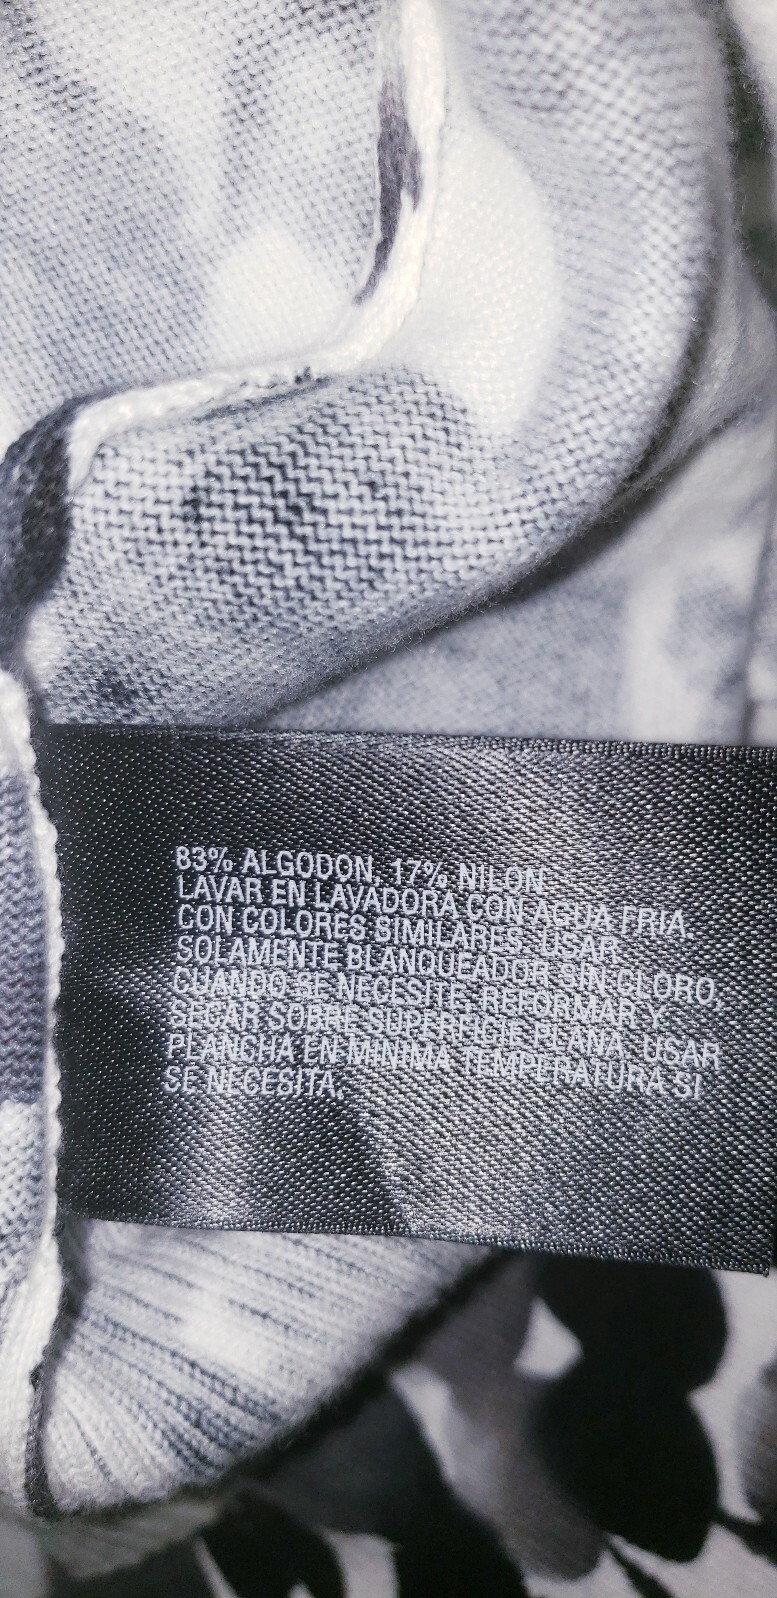 83% ALGODON, 17% NILON
LAVAR EN LAVADORA CON AGUA FRIA.
CON COLORES SIMILARES. USAR
SOLAMENTE BLANQUEADOR SIN CLORO,
CUANDO SE NECESITE, REFORMAR Y
SECAR SOBRE SUPERFICIE PLANA. USAR
PLANCHA EN MINIMA TEMPERATURA SI
SE NECESITA.